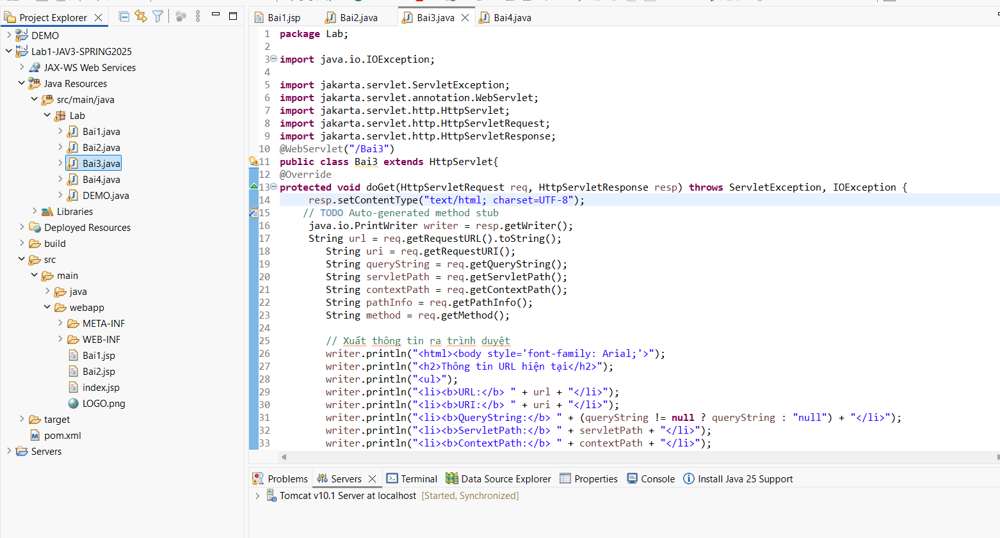 Project Explorer
DEMO
Lab1-JAV3-SPRING2025
JAX-WS Web Services
Java Resources
src/main/java
Lab
Bai1.java
Bai2.java
Bai3.java
Bai4.java
DEMO.java
Libraries
Deployed Resources
build
src
main
java
webapp
META-INF
WEB-INF
Bai1.jsp
Bai2.jsp
index.jsp
LOGO.png
target
pom.xml
Servers
Bai1.jsp Bai2.java Bai3.java Bai4.java
1 package Lab;
2
3 import java.io.IOException;
4
5 import jakarta.servlet.ServletException;
6 import jakarta.servlet.annotation.WebServlet;
7 import jakarta.servlet.http.HttpServlet;
8 import jakarta.servlet.http.HttpServletRequest;
9 import jakarta.servlet.http.HttpServletResponse;
10 @WebServlet("/Bai3")
11 public class Bai3 extends HttpServlet{
12 @Override
13 protected void doGet(HttpServletRequest req, HttpServletResponse resp) throws ServletException, IOException {
14 resp.setContentType("text/html; charset=UTF-8");
15 // TODO Auto-generated method stub
16 java.io.PrintWriter writer = resp.getWriter();
17 String url = req.getRequestURL().toString();
18 String uri = req.getRequestURI();
19 String queryString = req.getQueryString();
20 String servletPath = req.getServletPath();
21 String contextPath = req.getContextPath();
22 String pathInfo = req.getPathInfo();
23 String method = req.getMethod();
24
25 // Xuất thông tin ra trình duyệt
26 writer.println("<html><body style='font-family: Arial;'>");
27 writer.println("<h2>Thông tin URL hiện tại</h2>");
28 writer.println("<ul>");
29 writer.println("<li><b>URL:</b> " + url + "</li>");
30 writer.println("<li><b>URI:</b> " + uri + "</li>");
31 writer.println("<li><b>QueryString:</b> " + (queryString != null ? queryString : "null") + "</li>");
32 writer.println("<li><b>ServletPath:</b> " + servletPath + "</li>");
33 writer.println("<li><b>ContextPath:</b> " + contextPath + "</li>");
Problems Servers Terminal Data Source Explorer Properties Console Install Java 25 Support
Tomcat v10.1 Server at localhost [Started, Synchronized]